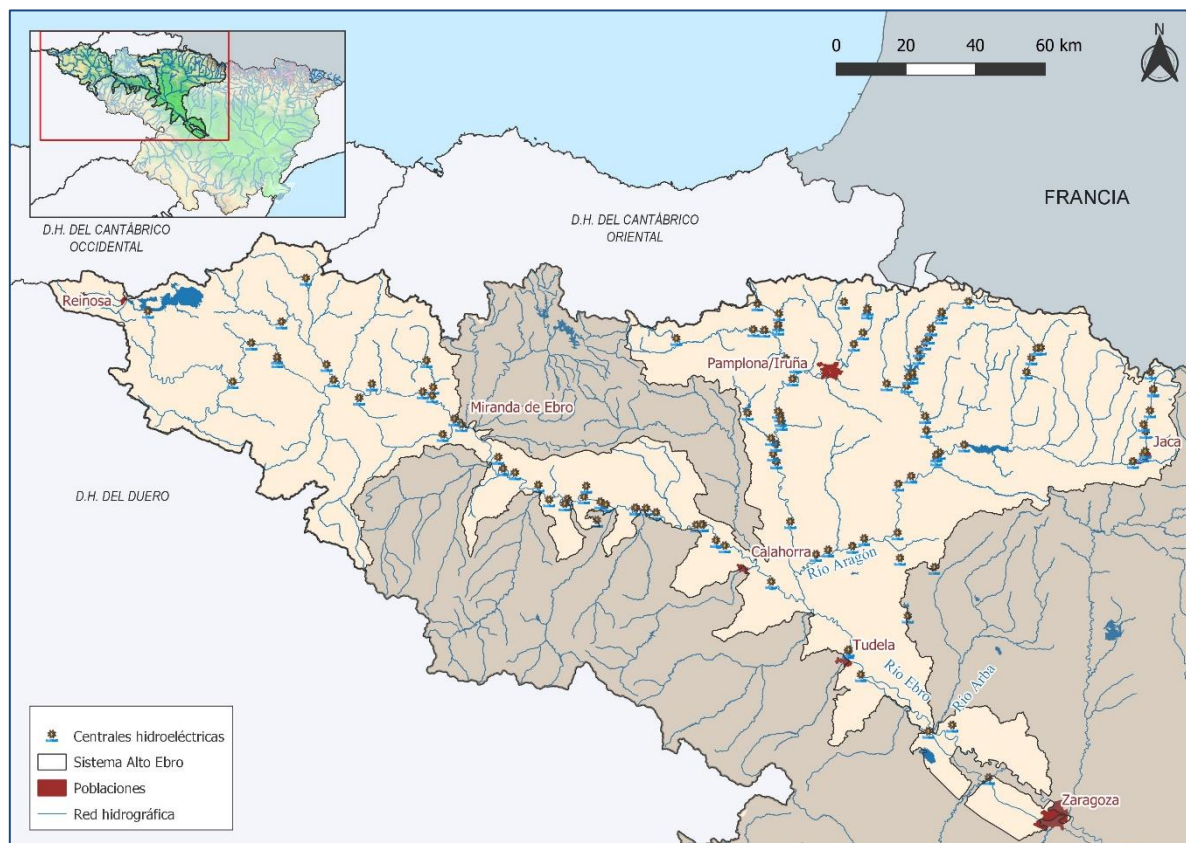 0 20 40 60 km
N
FRANCIA
D.H. DEL CANTÁBRICO
OCCIDENTAL
D.H. DEL CANTÁBRICO
ORIENTAL
Reinosa
Pamplona/Iruña
Miranda de Ebro
Jaca
D.H. DEL DUERO
Calahorra
Río Aragón
Tudela
Río Ebro
Río Arba
Zaragoza
Centrales hidroeléctricas
Sistema Alto Ebro
Poblaciones
Red hidrográfica